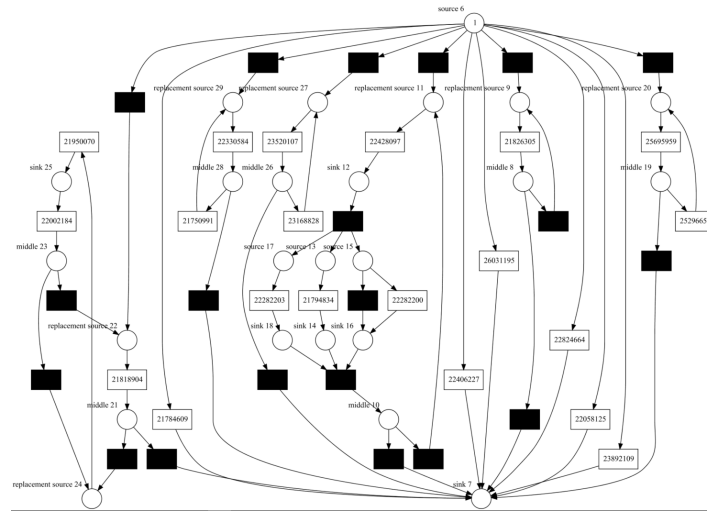 source 6
1
replacement source 29
replacement source 27
replacement source 11
replacement source 9
replacement source 20
21950070
22330584
23520107
22428097
21826305
25695959
sink 25
middle 28
middle 26
sink 12
middle 8
middle 19
22002184
21750991
23168828
2529665
middle 23
source 17
source 13
source 15
26031195
22282203
21794834
22282200
replacement source 22
sink 18
sink 14
sink 16
22824664
21818904
22406227
middle 21
21784609
middle 10
22058125
23892109
replacement source 24
sink 7